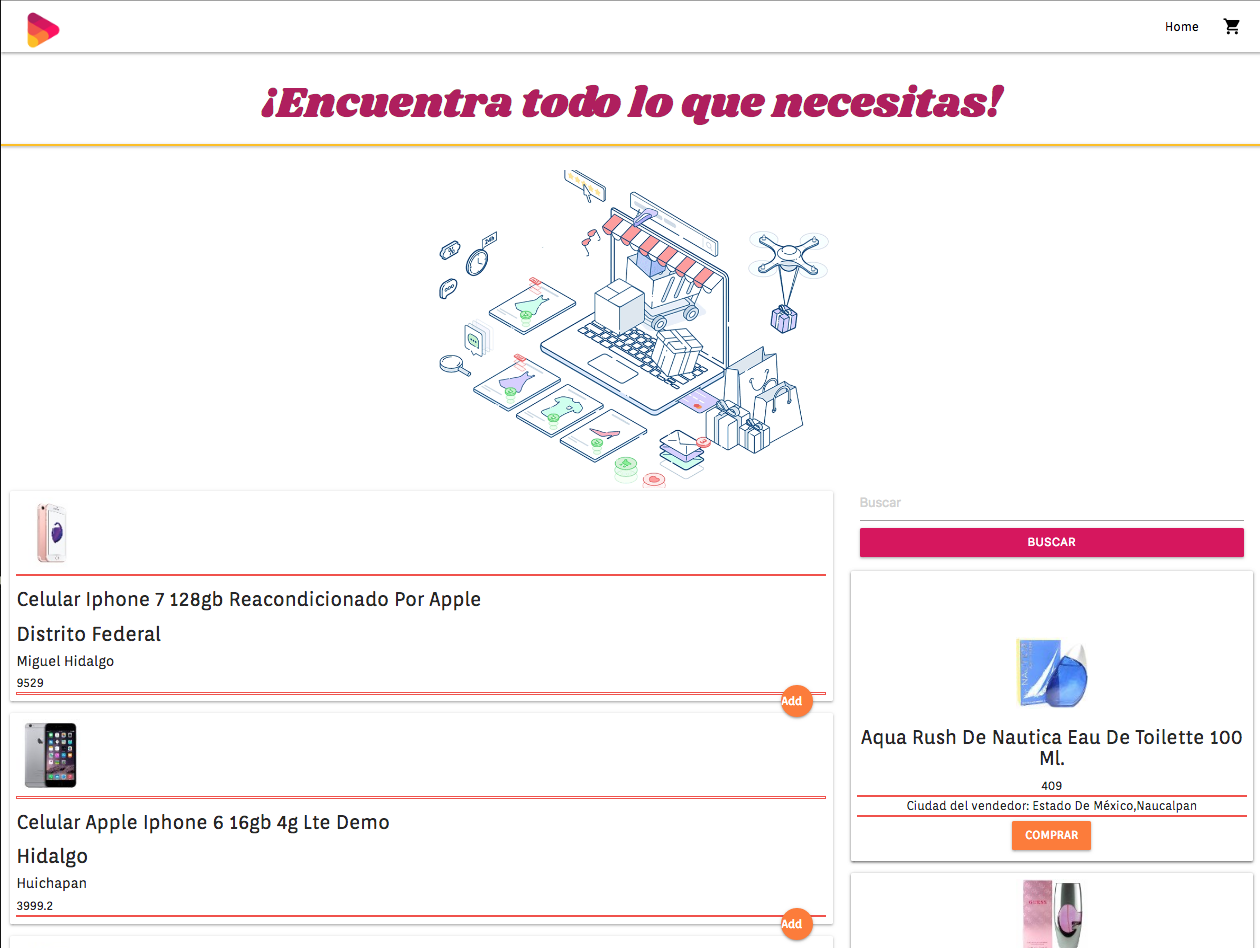 Home
¡Encuentra todo lo que necesitas!
24h
Celular Iphone 7 128gb Reacondicionado Por Apple
Distrito Federal
Miguel Hidalgo
9529
Add
Celular Apple Iphone 6 16gb 4g Lte Demo
Hidalgo
Huichapan
3999.2
Add
Buscar
BUSCAR
Aqua Rush De Nautica Eau De Toilette 100
Ml.
409
Ciudad del vendedor: Estado De México,Naucalpan
COMPRAR